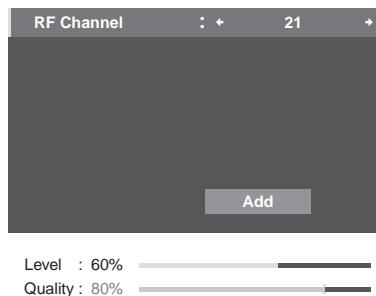 RF Channel : 21
Add
Level : 60%
Quality : 80%